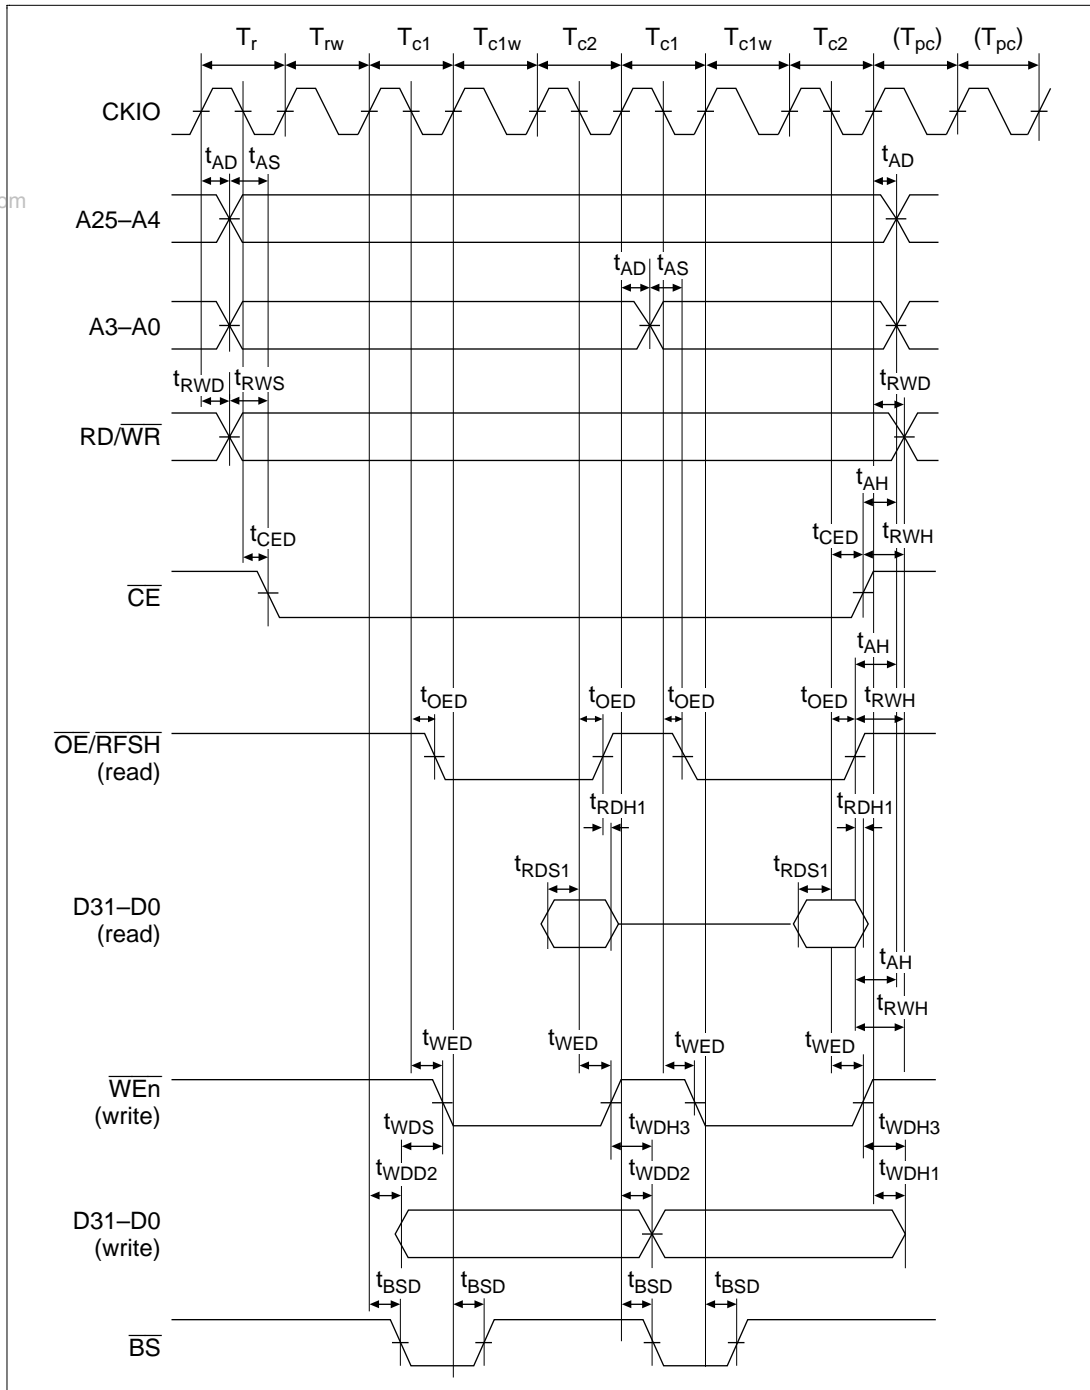 Tr Trw Tc1 Tc1w Tc2 Tc1 Tc1w Tc2 (Tpc) (Tpc)
CKIO
tAD tAS tAD
om
A25–A4
tAD tAS
A3–A0
tRWD tRWS tRWD
RD/WR
tAH
tCED tCED tRWH
CE
tAH
tOED tOED tOED tOED tRWH
OE/RFSH
(read)
tRDH1 tRDH1
tRDS1 tRDS1
D31–D0
(read)
tAH
tRWH
tWED tWED tWED tWED
WEn
(write)
tWDS tWDH3 tWDH3
tWDD2 tWDD2 tWDH1
D31–D0
(write)
tBSD tBSD tBSD tBSD
BS